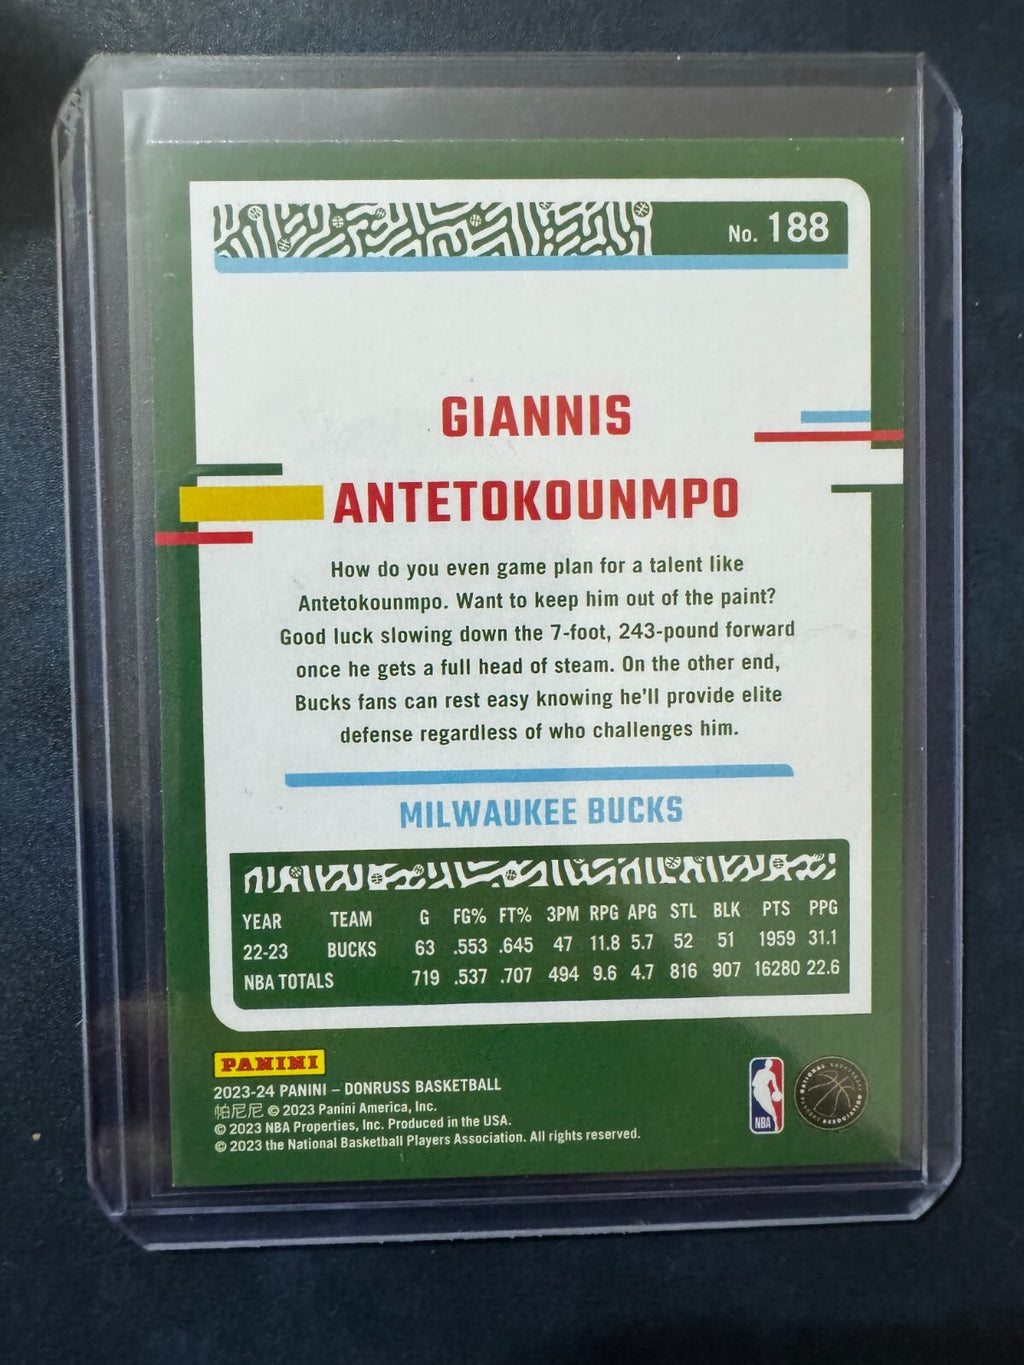 No. 188
GIANNIS
ANTETOKOUNMPO
How do you even game plan for a talent like
Antetokounmpo. Want to keep him out of the paint?
Good luck slowing down the 7-foot, 243-pound forward
once he gets a full head of steam. On the other end,
Bucks fans can rest easy knowing he'll provide elite
defense regardless of who challenges him.
MILWAUKEE BUCKS
YEAR TEAM G FG% FT% 3PM RPG APG STL BLK PTS PPG
22-23 BUCKS 63 .553 .645 47 11.8 5.7 52 51 1959 31.1
NBA TOTALS 719 .537 .707 494 9.6 4.7 816 907 16280 22.6
PANINI
2023-24 PANINI – DONRUSS BASKETBALL
帕尼尼 © 2023 Panini America, Inc.
© 2023 NBA Properties, Inc. Produced in the USA.
© 2023 the National Basketball Players Association. All rights reserved.
NBA
NATIONAL BASKETBALL PLAYERS ASSOCIATION